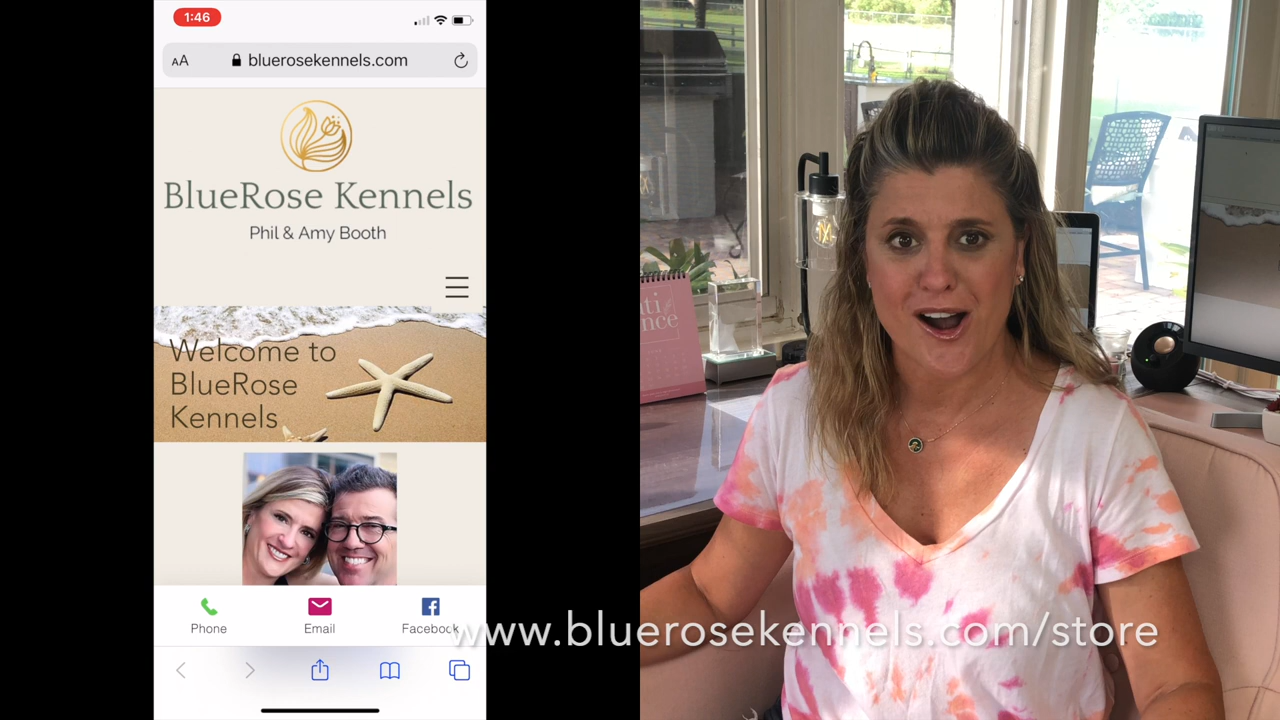 1:46
AA
bluerosekennels.com
BlueRose Kennels
Phil & Amy Booth
Welcome to
BlueRose
Kennels
Phone
Email
Facebook
www.bluerosekennels.com/store